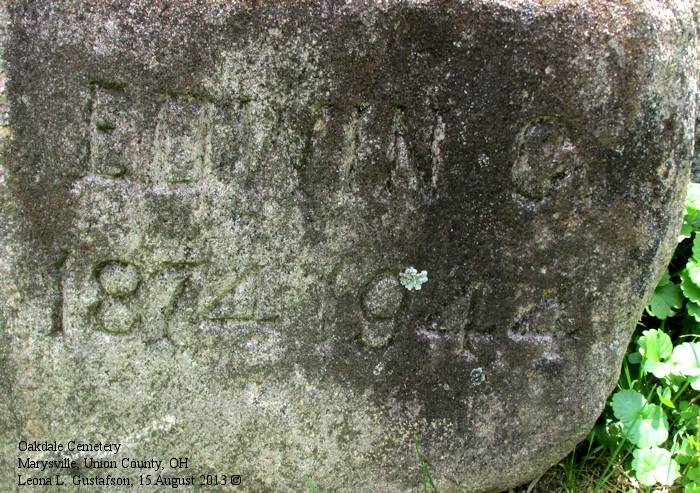 EDWIN G
1874 1944
Oakdale Cemetery
Marysville, Union County, OH
Leona L. Gustafson, 15 August 2013 ©